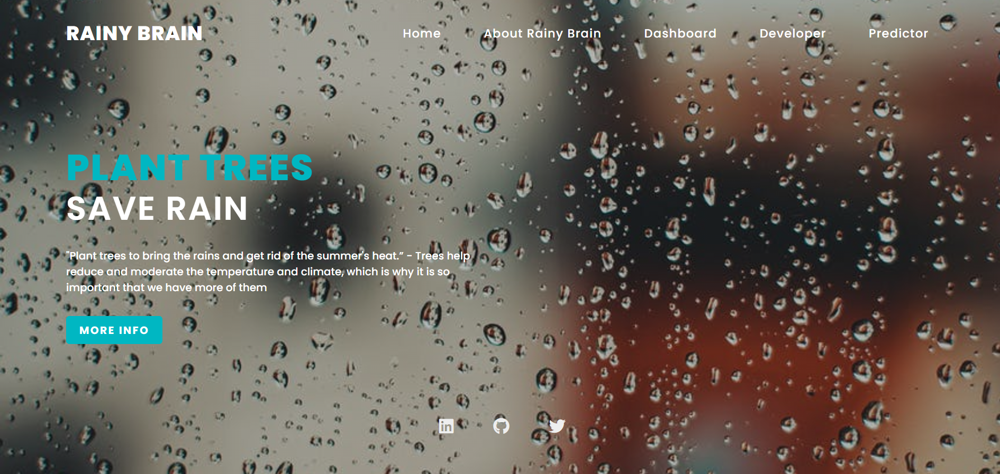 RAINY BRAIN
Home About Rainy Brain Dashboard Developer Predictor
PLANT TREES
SAVE RAIN
"Plant trees to bring the rains and get rid of the summer's heat.” - Trees help
reduce and moderate the temperature and climate, which is why it is so
important that we have more of them
MORE INFO
in